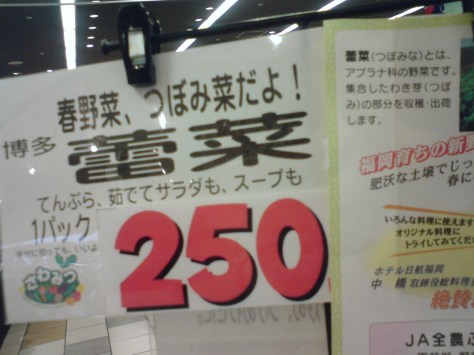 春野菜、つぼみ菜だよ！
博多 蕾菜
てんぷら、茹でてサラダも、スープも
1パック
250
蕾菜(つぼみな)とは、
アブラナ科の野菜です。
集合したわき芽(つぼ
み)の部分を収穫・出荷
します。
福岡育ちの新
肥沃な土壌でじっ
春に
いろんな料理に使えます
オリジナル料理に
トライしてみてくだ
ホテル日航福岡
中橋 取締役総料理
絶賛
JA全農ふ